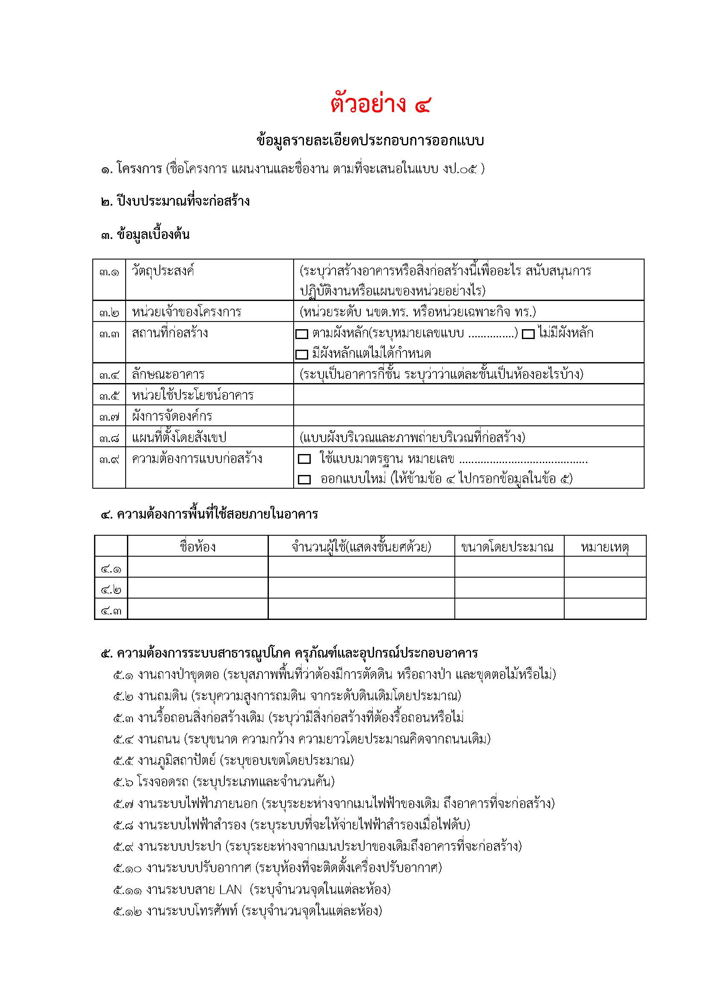 ตัวอย่าง ๔
ข้อมูลรายละเอียดประกอบการออกแบบ
๑. โครงการ (ชื่อโครงการ แผนงานและชื่องาน ตามที่จะเสนอในแบบ งป.๐๕ )
๒. ปีงบประมาณที่จะก่อสร้าง
๓. ข้อมูลเบื้องต้น
๓.๑ วัตถุประสงค์ (ระบุว่าสร้างอาคารหรือสิ่งก่อสร้างนี้เพื่ออะไร สนับสนุนการ
ปฏิบัติงานหรือแผนของหน่วยอย่างไร)
๓.๒ หน่วยเจ้าของโครงการ (หน่วยระดับ นขต.ทร. หรือหน่วยเฉพาะกิจ ทร.)
๓.๓ สถานที่ก่อสร้าง ตามผังหลัก(ระบุหมายเลขแบบ ...............) ไม่มีผังหลัก
มีผังหลักแต่ไม่ได้กำหนด
๓.๔ ลักษณะอาคาร (ระบุเป็นอาคารกี่ชั้น ระบุว่าว่าแต่ละชั้นเป็นห้องอะไรบ้าง)
๓.๕ หน่วยใช้ประโยชน์อาคาร
๓.๗ ผังการจัดองค์กร
๓.๘ แผนที่ตั้งโดยสังเขป (แบบผังบริเวณและภาพถ่ายบริเวณที่ก่อสร้าง)
๓.๙ ความต้องการแบบก่อสร้าง ใช้แบบมาตรฐาน หมายเลข ..........................................
ออกแบบใหม่ (ให้ข้ามข้อ ๔ ไปกรอกข้อมูลในข้อ ๕)
๔. ความต้องการพื้นที่ใช้สอยภายในอาคาร
ชื่อห้อง จำนวนผู้ใช้(แสดงชั้นยศด้วย) ขนาดโดยประมาณ หมายเหตุ
๔.๑
๔.๒
๔.๓
๕. ความต้องการระบบสาธารณูปโภค ครุภัณฑ์และอุปกรณ์ประกอบอาคาร
๕.๑ งานถางป่าขุดตอ (ระบุสภาพพื้นที่ว่าต้องมีการตัดดิน หรือถางป่า และขุดตอไม้หรือไม่)
๕.๒ งานถมดิน (ระบุความสูงการถมดิน จากระดับดินเดิมโดยประมาณ)
๕.๓ งานรื้อถอนสิ่งก่อสร้างเดิม (ระบุว่ามีสิ่งก่อสร้างที่ต้องรื้อถอนหรือไม่
๕.๔ งานถนน (ระบุขนาด ความกว้าง ความยาวโดยประมาณคิดจากถนนเดิม)
๕.๕ งานภูมิสถาปัตย์ (ระบุขอบเขตโดยประมาณ)
๕.๖ โรงจอดรถ (ระบุประเภทและจำนวนคัน)
๕.๗ งานระบบไฟฟ้าภายนอก (ระบุระยะห่างจากเมนไฟฟ้าของเดิม ถึงอาคารที่จะก่อสร้าง)
๕.๘ งานระบบไฟฟ้าสำรอง (ระบุระบบที่จะให้จ่ายไฟฟ้าสำรองเมื่อไฟดับ)
๕.๙ งานระบบประปา (ระบุระยะห่างจากเมนประปาของเดิมถึงอาคารที่จะก่อสร้าง)
๕.๑๐ งานระบบปรับอากาศ (ระบุห้องที่จะติดตั้งเครื่องปรับอากาศ)
๕.๑๑ งานระบบสาย LAN (ระบุจำนวนจุดในแต่ละห้อง)
๕.๑๒ งานระบบโทรศัพท์ (ระบุจำนวนจุดในแต่ละห้อง)